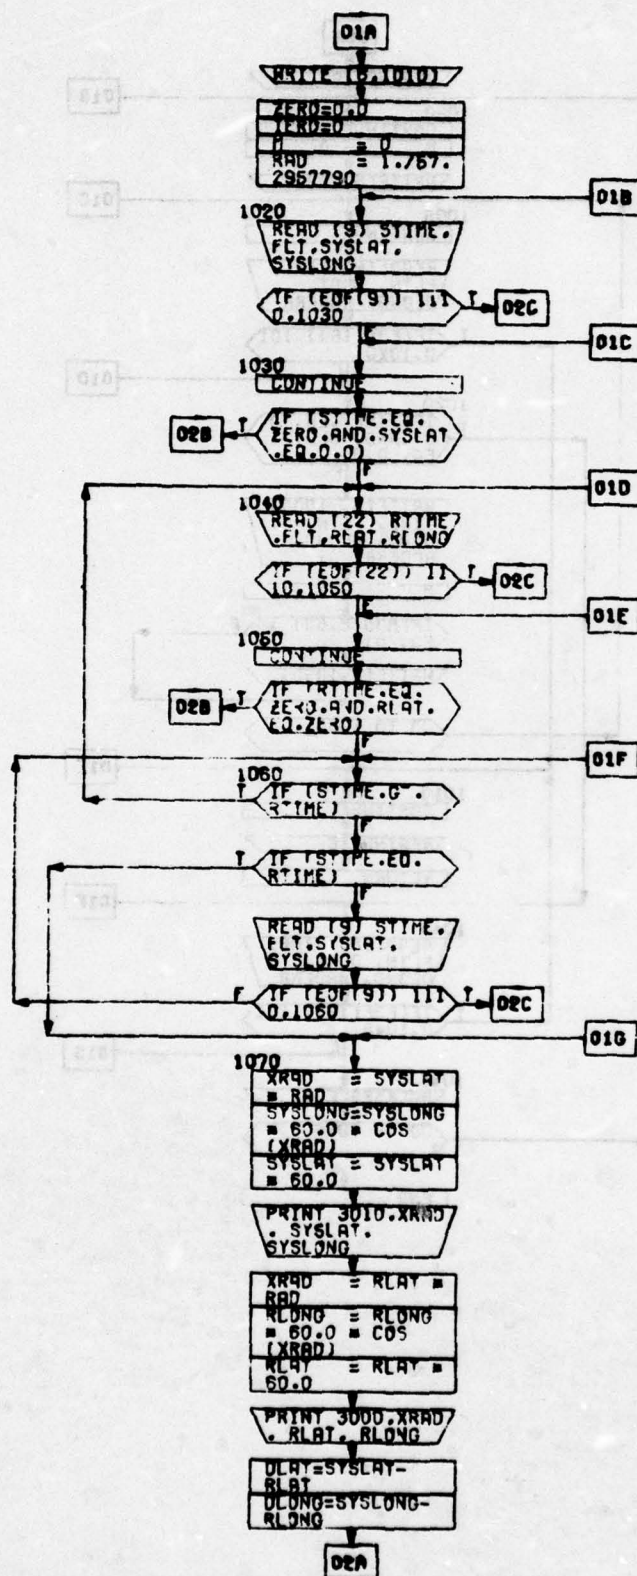 01A
WRITE (6,1010)
ZERO=0.0
IERO=0
M = 0
RAD = 1./57.
2957790
01B
1020
READ (9) STIME.
FLT.SYSLAT.
SYSLONG
IF (EOF(9)) 111
0.1030
T
02C
F
01C
1030
CONTINUE
02B
T
IF (STIME.EQ.
ZERO.AND.SYSLAT
.EQ.0.0)
F
01D
1040
READ (22) RTIME
.FLT.RLAT.RLONG
IF (EOF(22)) 11
10.1050
T
02C
F
01E
1050
CONTINUE
02B
T
IF (RTIME.EQ.
ZERO.AND.RLAT.
EQ.ZERO)
F
01F
1060
T
IF (STIME.G .
RTIME)
F
T
IF (STIME.EQ.
RTIME)
F
READ (9) STIME.
FLT.SYSLAT.
SYSLONG
F
IF (EOF(9)) 111
0.1060
T
02C
01G
1070
XRAD = SYSLAT
* RAD
SYSLONG=SYSLONG
* 60.0 * COS
(XRAD)
SYSLAT = SYSLAT
* 60.0
PRINT 3010.XRAD
. SYSLAT.
SYSLONG
XRAD = RLAT *
RAD
RLONG = RLONG
* 60.0 * COS
(XRAD)
RLAT = RLAT *
60.0
PRINT 3000.XRAD
. RLAT. RLONG
DLAT=SYSLAT-
RLAT
DLONG=SYSLONG-
RLONG
02A